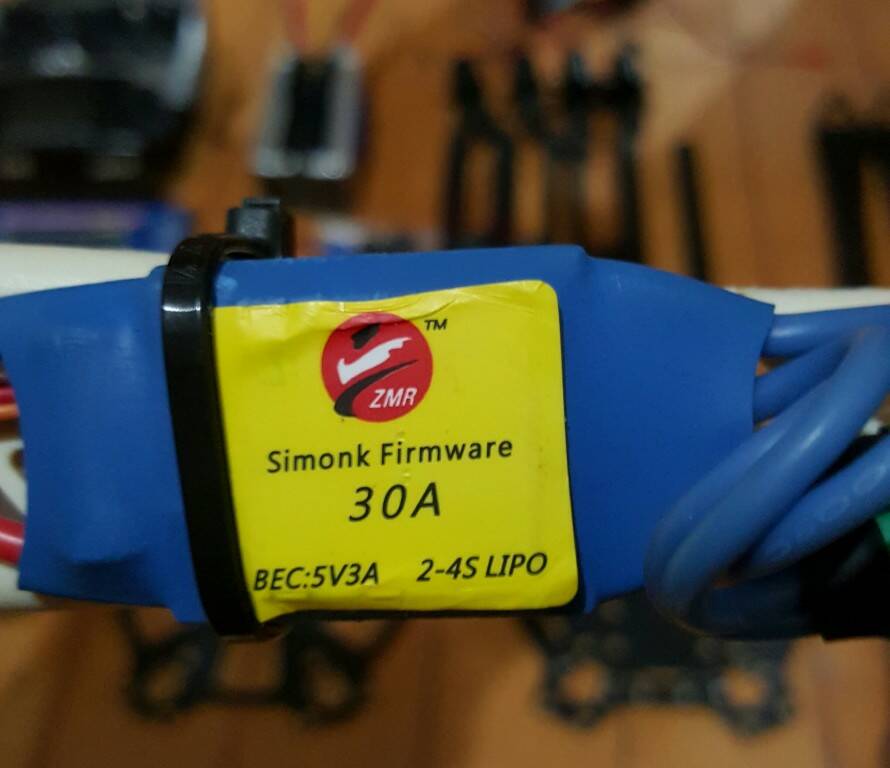 TM
ZMR
Simonk Firmware
30A
BEC:5V3A 2-4S LIPO